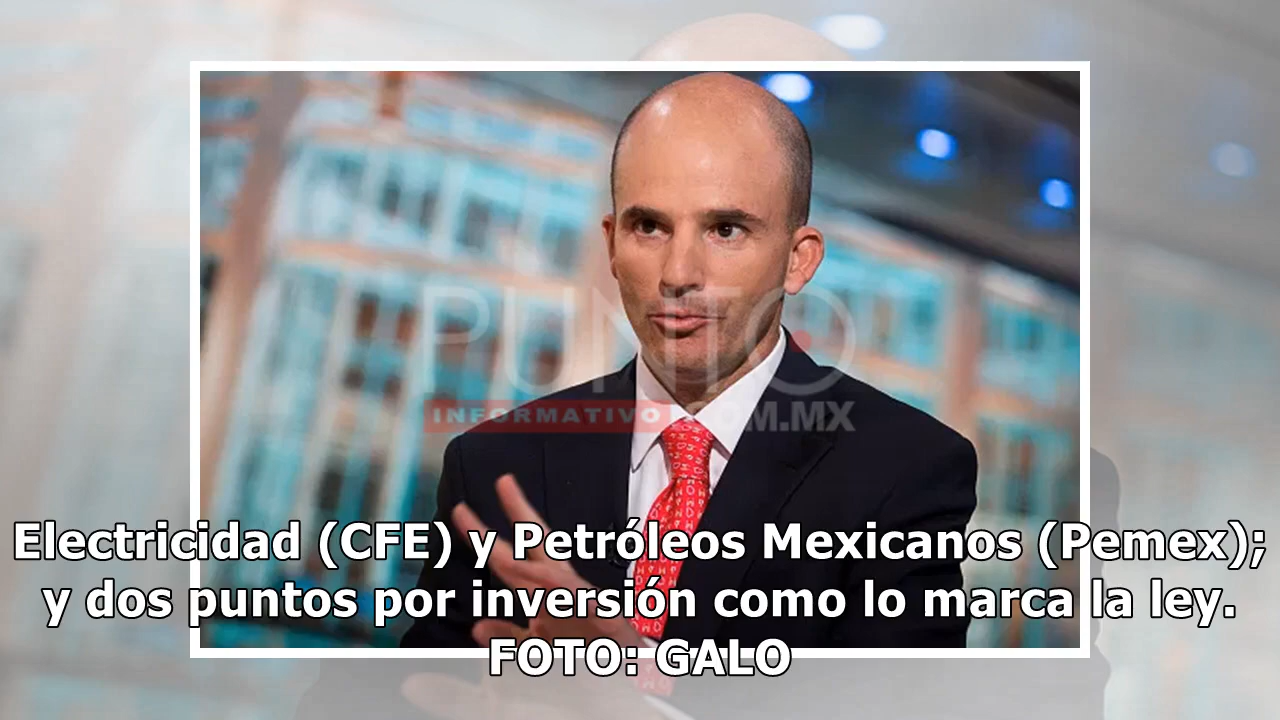 PUNTO
INFORMATIVO .COM.MX
Electricidad (CFE) y Petróleos Mexicanos (Pemex);
y dos puntos por inversión como lo marca la ley.
FOTO: GALO